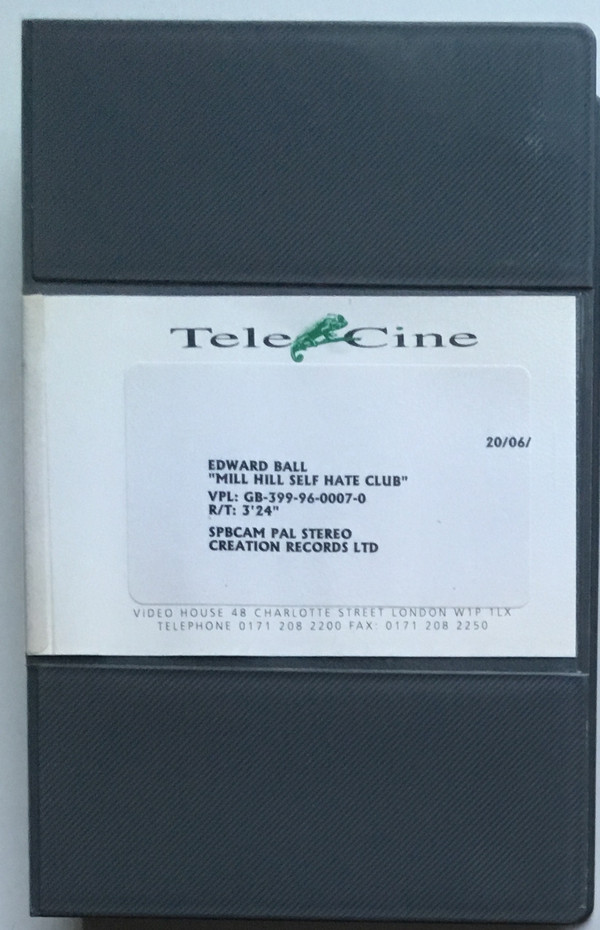 Tele Cine
20/06/
EDWARD BALL
"MILL HILL SELF HATE CLUB"
VPL: GB-399-96-0007-0
R/T: 3'24"
SPBCAM PAL STEREO
CREATION RECORDS LTD
VIDEO HOUSE 48 CHARLOTTE STREET LONDON W1P 1LX
TELEPHONE 0171 208 2200 FAX: 0171 208 2250